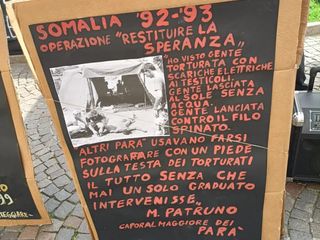 SOMALIA '92-'93
OPERAZIONE "RESTITUIRE LA
SPERANZA"
"HO VISTO GENTE
TORTURATA CON
SCARICHE ELETTRICHE
AI TESTICOLI.
GENTE LASCIATA
AL SOLE SENZA
ACQUA.
GENTE LANCIATA
CONTRO IL FILO
SPINATO.
ALTRI PARA' USAVANO FARSI
FOTOGRAFARE CON UN PIEDE
SULLA TESTA DEI TORTURATI
IL TUTTO SENZA CHE
MAI UN SOLO GRADUATO
INTERVENISSE"
M. PATRUNO
CAPORAL MAGGIORE DEI
PARA'